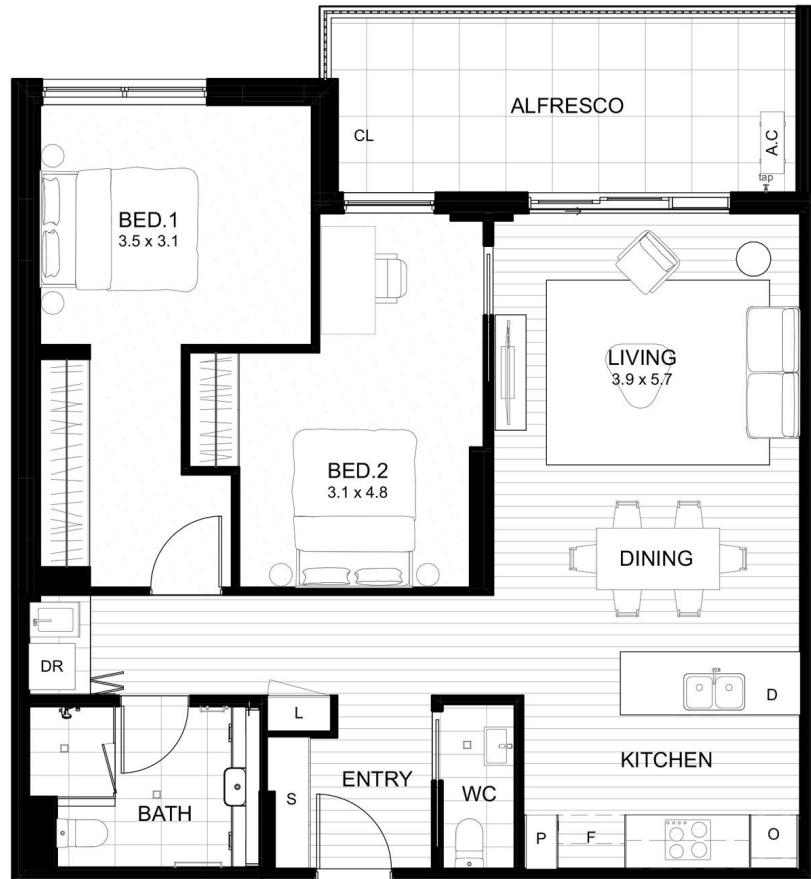 ALFRESCO
CL
A.C
tap
BED.1
3.5 x 3.1
LIVING
3.9 x 5.7
BED.2
3.1 x 4.8
DINING
DR
D
L
KITCHEN
ENTRY
S
WC
BATH
P
F
O